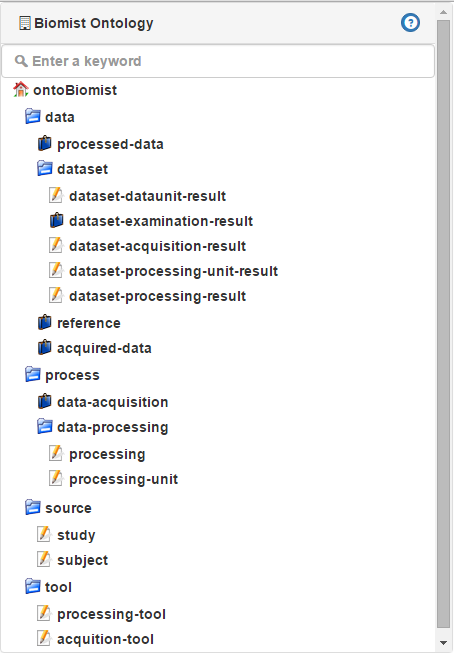 Biomist Ontology
?
Enter a keyword
ontoBiomist
data
processed-data
dataset
dataset-dataunit-result
dataset-examination-result
dataset-acquisition-result
dataset-processing-unit-result
dataset-processing-result
reference
acquired-data
process
data-acquisition
data-processing
processing
processing-unit
source
study
subject
tool
processing-tool
acquition-tool